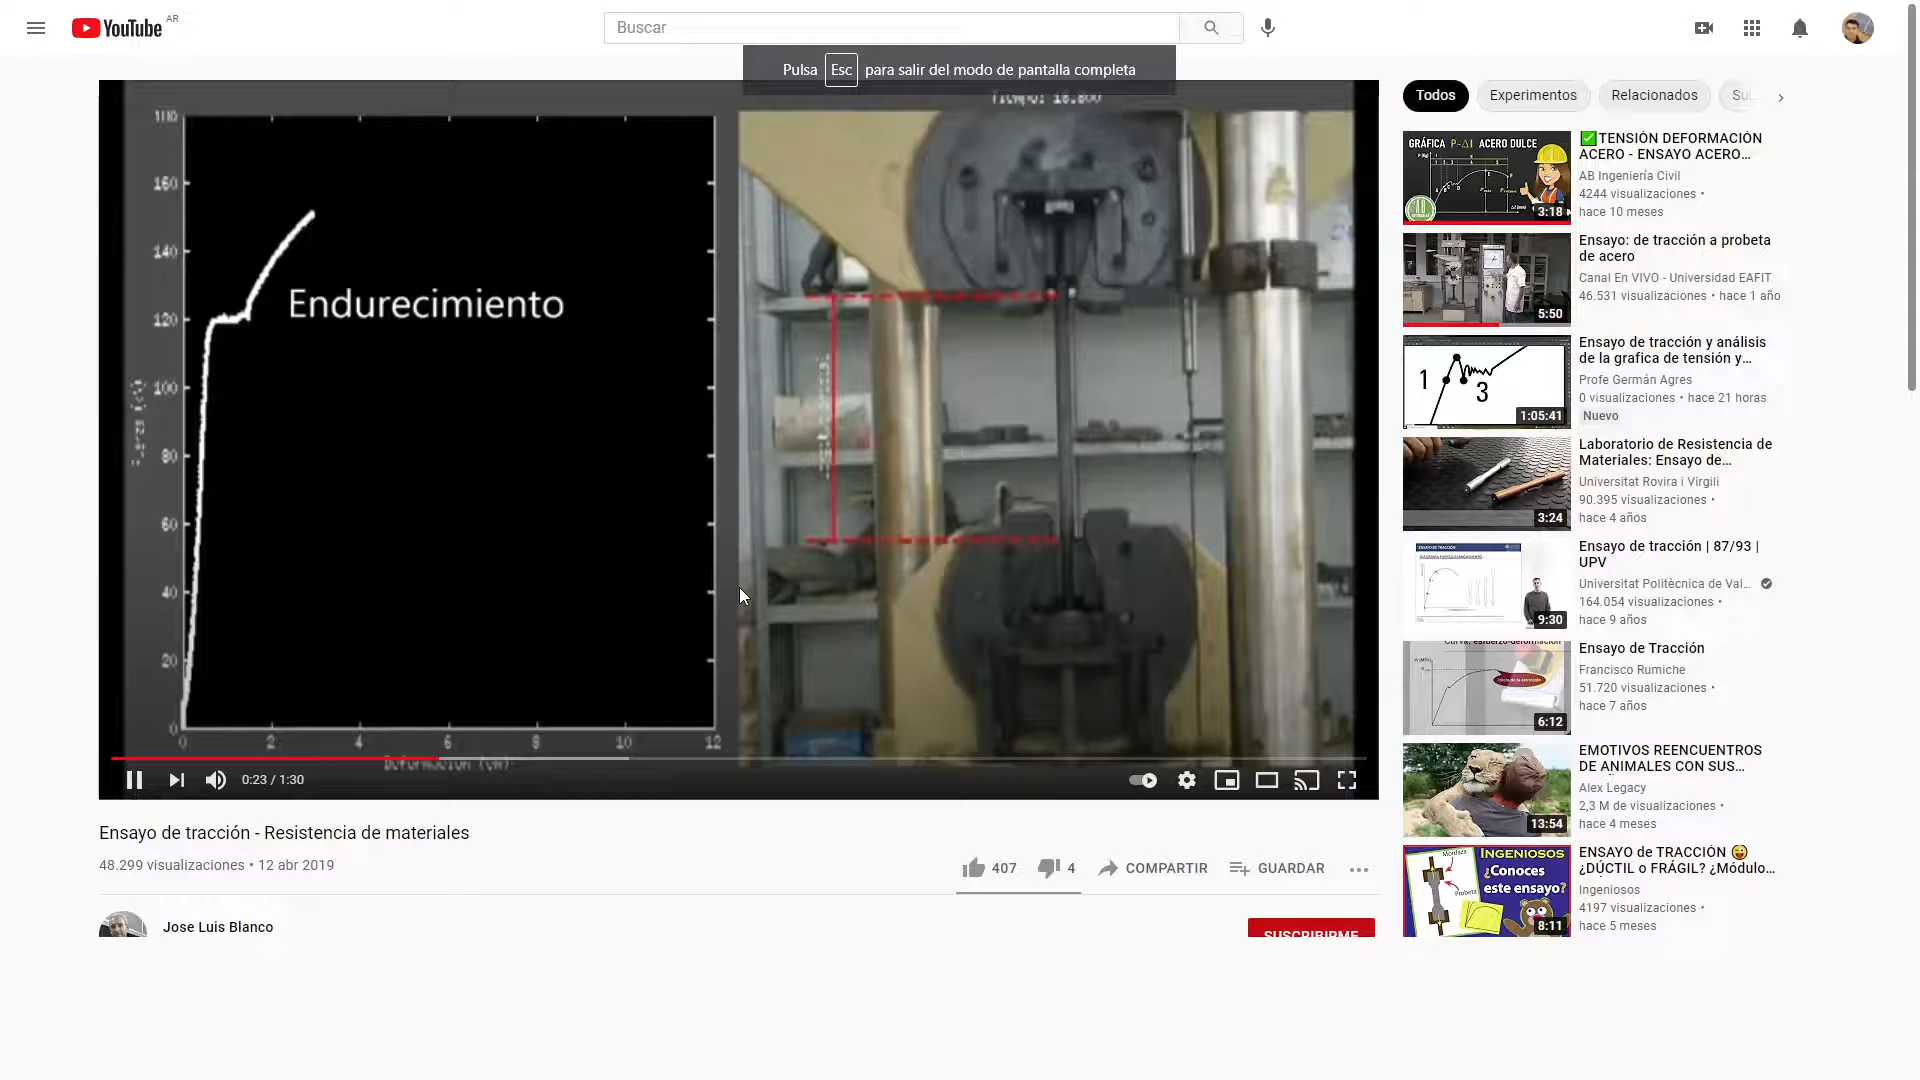 YouTube AR
Buscar
Pulsa Esc para salir del modo de pantalla completa
Todos
Experimentos
Relacionados
160
140
120
100
80
60
40
20
0
Endurecimiento
0 2 4 6 8 10 12
0:23 / 1:30
Ensayo de tracción - Resistencia de materiales
48.299 visualizaciones • 12 abr 2019
407
4
COMPARTIR
GUARDAR
Jose Luis Blanco
SUSCRIBIRME
GRÁFICA P-Δl ACERO DULCE
3:18
✅TENSIÓN DEFORMACIÓN
ACERO - ENSAYO ACERO...
AB Ingeniería Civil
4244 visualizaciones •
hace 10 meses
5:50
Ensayo: de tracción a probeta
de acero
Canal En VIVO - Universidad EAFIT
46.531 visualizaciones • hace 1 año
1
3
1:05:41
Ensayo de tracción y análisis
de la grafica de tensión y...
Profe Germán Agres
0 visualizaciones • hace 21 horas
Nuevo
3:24
Laboratorio de Resistencia de
Materiales: Ensayo de...
Universitat Rovira i Virgili
90.395 visualizaciones •
hace 4 años
9:30
Ensayo de tracción | 87/93 |
UPV
Universitat Politècnica de Val...
164.054 visualizaciones •
hace 9 años
6:12
Ensayo de Tracción
Francisco Rumiche
51.720 visualizaciones •
hace 7 años
13:54
EMOTIVOS REENCUENTROS
DE ANIMALES CON SUS...
Alex Legacy
2,3 M de visualizaciones •
hace 4 meses
Mordaza
Probeta
INGENIOSOS
¿Conoces
este ensayo?
8:11
ENSAYO de TRACCIÓN 😜
¿DÚCTIL o FRÁGIL? ¿Módulo...
Ingeniosos
4197 visualizaciones •
hace 5 meses